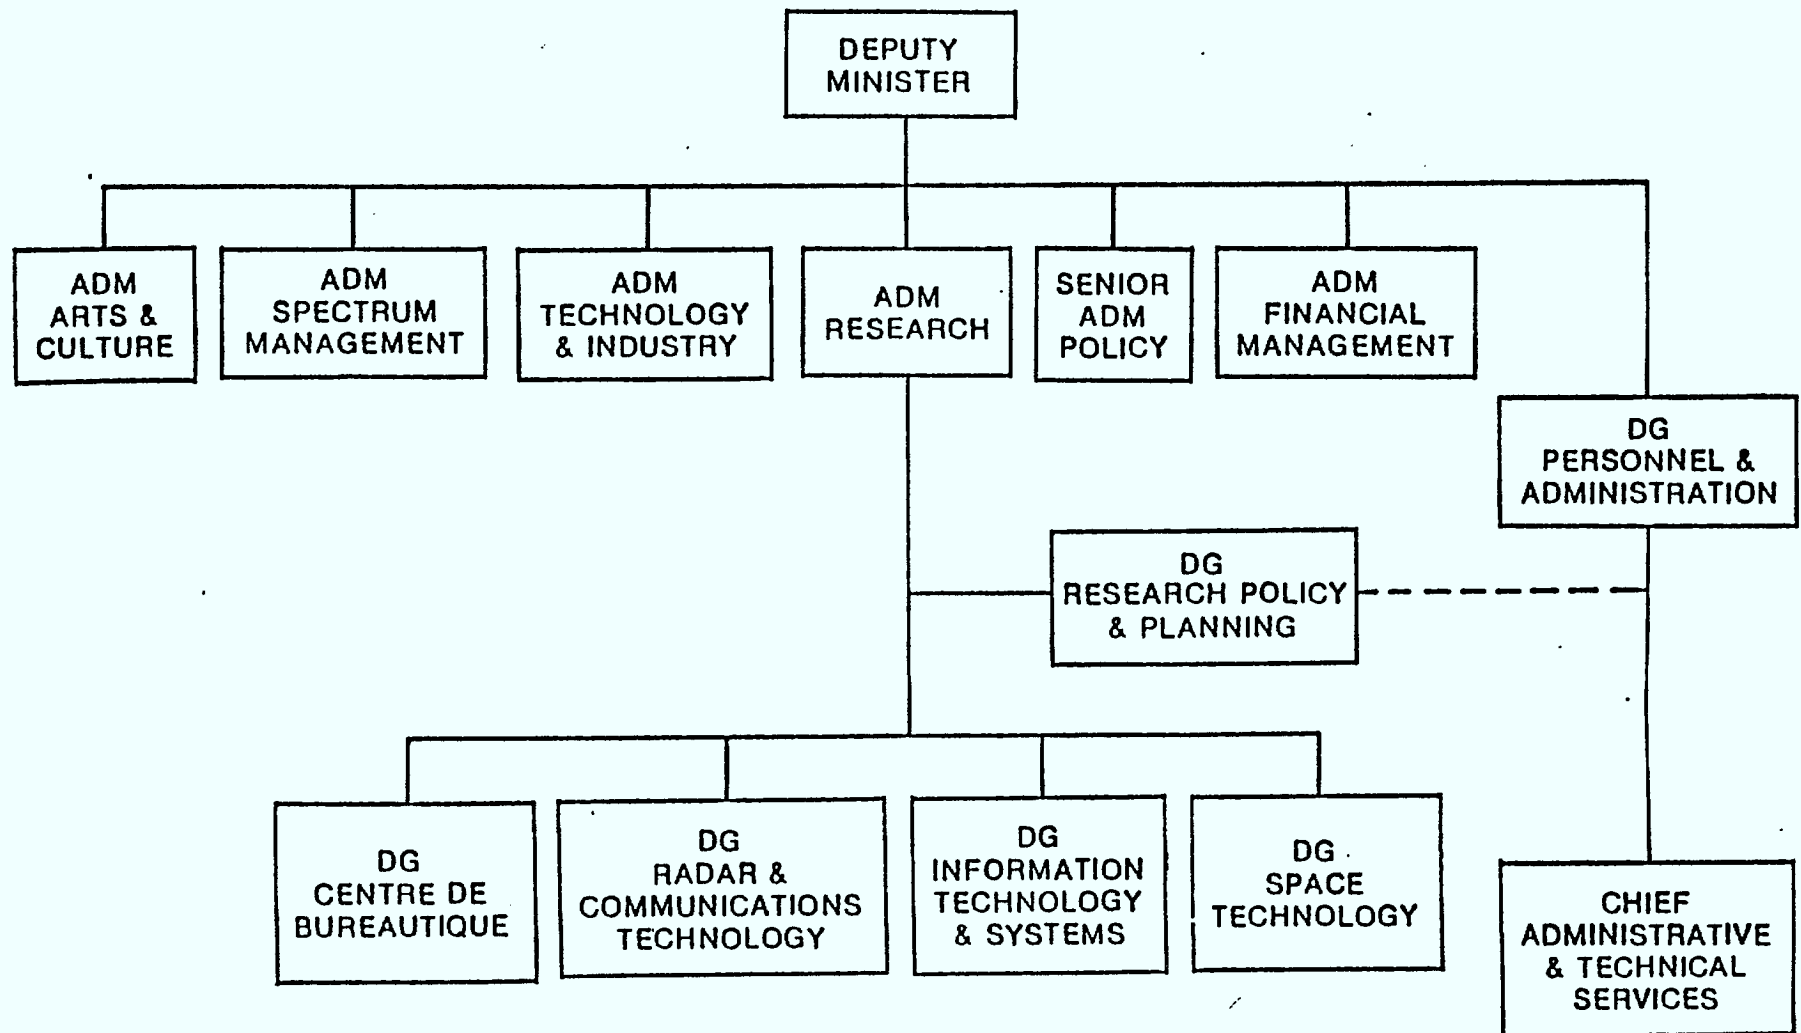 DEPUTY
MINISTER
ADM
ARTS &
CULTURE
ADM
SPECTRUM
MANAGEMENT
ADM
TECHNOLOGY
& INDUSTRY
ADM
RESEARCH
SENIOR
ADM
POLICY
ADM
FINANCIAL
MANAGEMENT
DG
PERSONNEL &
ADMINISTRATION
DG
RESEARCH POLICY
& PLANNING
DG
CENTRE DE
BUREAUTIQUE
DG
RADAR &
COMMUNICATIONS
TECHNOLOGY
DG
INFORMATION
TECHNOLOGY
& SYSTEMS
DG
SPACE
TECHNOLOGY
CHIEF
ADMINISTRATIVE
& TECHNICAL
SERVICES